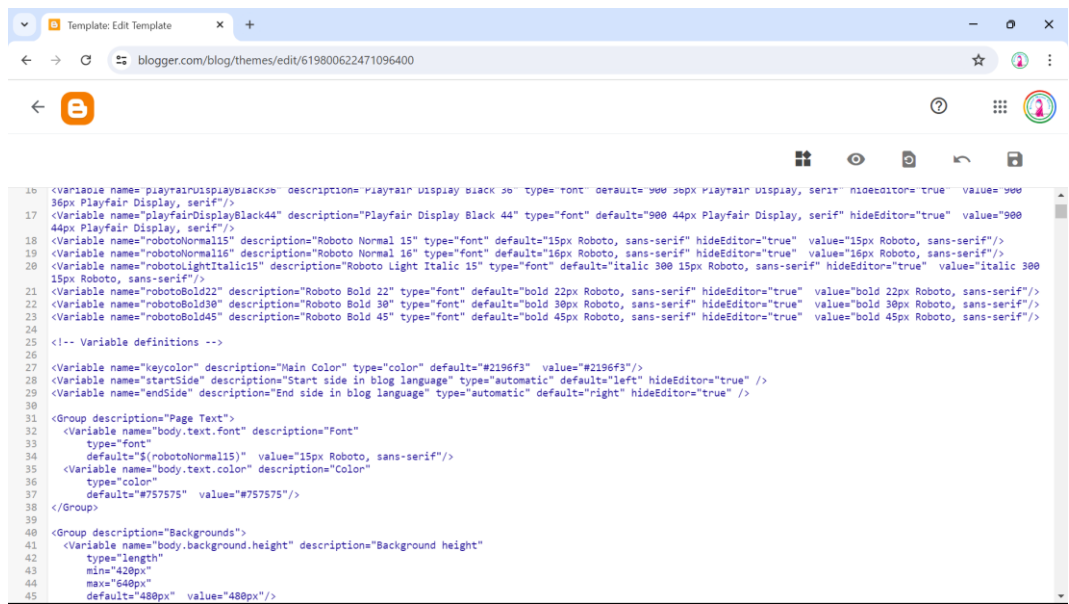 Template: Edit Template
blogger.com/blog/themes/edit/619800622471096400
16 <Variable name="playfairDisplayBlack36" description="Playfair Display Black 36" type="font" default="900 36px Playfair Display, serif" hideEditor="true"  value="900
36px Playfair Display, serif"/>
17 <Variable name="playfairDisplayBlack44" description="Playfair Display Black 44" type="font" default="900 44px Playfair Display, serif" hideEditor="true"  value="900
44px Playfair Display, serif"/>
18 <Variable name="robotoNormal15" description="Roboto Normal 15" type="font" default="15px Roboto, sans-serif" hideEditor="true"  value="15px Roboto, sans-serif"/>
19 <Variable name="robotoNormal16" description="Roboto Normal 16" type="font" default="16px Roboto, sans-serif" hideEditor="true"  value="16px Roboto, sans-serif"/>
20 <Variable name="robotoLightItalic15" description="Roboto Light Italic 15" type="font" default="italic 300 15px Roboto, sans-serif" hideEditor="true"  value="italic 300
15px Roboto, sans-serif"/>
21 <Variable name="robotoBold22" description="Roboto Bold 22" type="font" default="bold 22px Roboto, sans-serif" hideEditor="true"  value="bold 22px Roboto, sans-serif"/>
22 <Variable name="robotoBold30" description="Roboto Bold 30" type="font" default="bold 30px Roboto, sans-serif" hideEditor="true"  value="bold 30px Roboto, sans-serif"/>
23 <Variable name="robotoBold45" description="Roboto Bold 45" type="font" default="bold 45px Roboto, sans-serif" hideEditor="true"  value="bold 45px Roboto, sans-serif"/>
24
25 <!-- Variable definitions -->
26
27 <Variable name="keycolor" description="Main Color" type="color" default="#2196f3"  value="#2196f3"/>
28 <Variable name="startSide" description="Start side in blog language" type="automatic" default="left" hideEditor="true" />
29 <Variable name="endSide" description="End side in blog language" type="automatic" default="right" hideEditor="true" />
30
31 <Group description="Page Text">
32   <Variable name="body.text.font" description="Font"
33       type="font"
34       default="$(robotoNormal15)"  value="15px Roboto, sans-serif"/>
35   <Variable name="body.text.color" description="Color"
36       type="color"
37       default="#757575"  value="#757575"/>
38 </Group>
39
40 <Group description="Backgrounds">
41   <Variable name="body.background.height" description="Background height"
42       type="length"
43       min="420px"
44       max="640px"
45       default="480px"  value="480px"/>